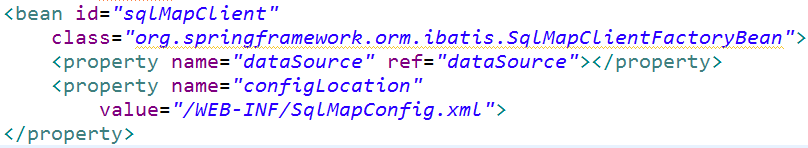 <bean id="sqlMapClient"
class="org.springframework.orm.ibatis.SqlMapClientFactoryBean">
<property name="dataSource" ref="dataSource"></property>
<property name="configLocation"
value="/WEB-INF/SqlMapConfig.xml">
</property>